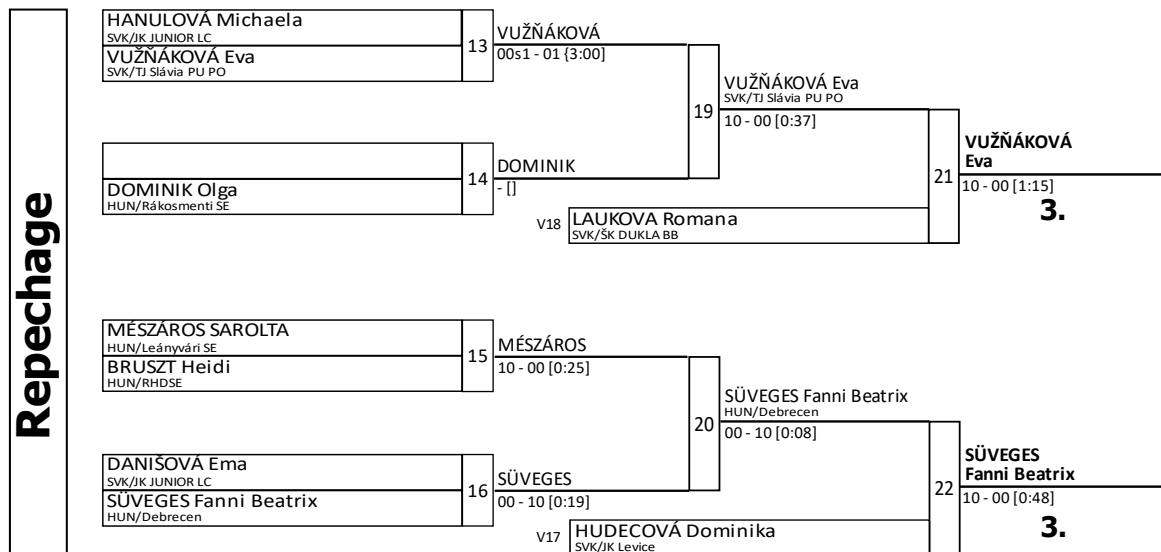 Repechage
HANULOVÁ Michaela
SVK/JK JUNIOR LC
VUŽŇÁKOVÁ Eva
SVK/TJ Slávia PU PO
13
VUŽŇÁKOVÁ
00s1 - 01 {3:00}
DOMINIK Olga
HUN/Rákosmenti SE
14
DOMINIK
- []
19
VUŽŇÁKOVÁ Eva
SVK/TJ Slávia PU PO
10 - 00 [0:37]
V18
LAUKOVA Romana
SVK/ŠK DUKLA BB
21
VUŽŇÁKOVÁ
Eva
10 - 00 [1:15]
3.
MÉSZÁROS SAROLTA
HUN/Leányvári SE
BRUSZT Heidi
HUN/RHDSE
15
MÉSZÁROS
10 - 00 [0:25]
DANIŠOVÁ Ema
SVK/JK JUNIOR LC
SÜVEGES Fanni Beatrix
HUN/Debrecen
16
SÜVEGES
00 - 10 [0:19]
20
SÜVEGES Fanni Beatrix
HUN/Debrecen
00 - 10 [0:08]
V17
HUDECOVÁ Dominika
SVK/JK Levice
22
SÜVEGES
Fanni Beatrix
10 - 00 [0:48]
3.